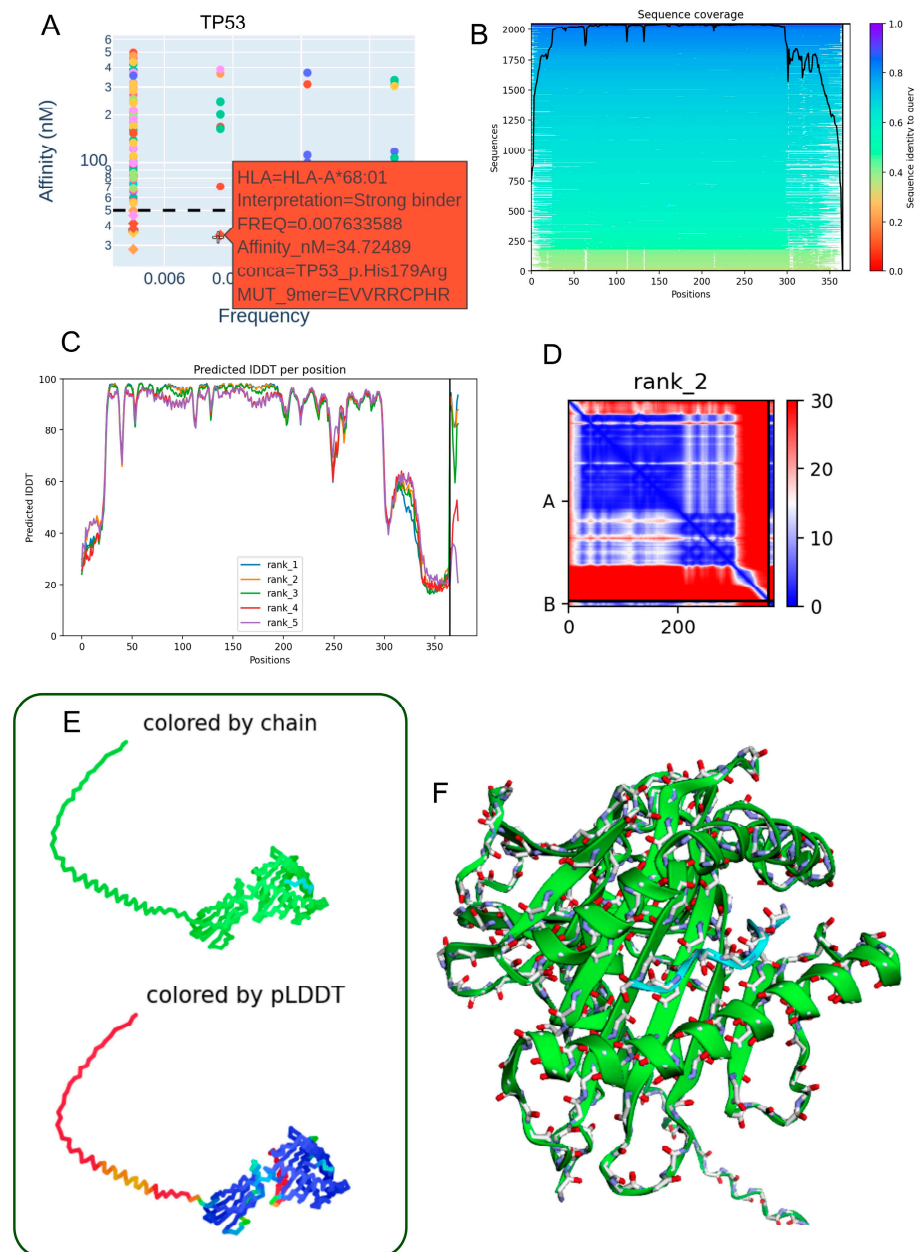 A
TP53
Affinity (nM)
6
5
4
3
2
100
9
8
7
6
5
4
3
0.006
0.0
Frequency
HLA=HLA-A*68:01
Interpretation=Strong binder
FREQ=0.007633588
Affinity_nM=34.72489
conca=TP53_p.His179Arg
MUT_9mer=EVVRRCPHR
B
Sequence coverage
Sequences
2000
1750
1500
1250
1000
750
500
250
0
0 50 100 150 200 250 300 350
Positions
1.0
0.8
0.6
0.4
0.2
0.0
Sequence identity to query
C
Predicted lDDT per position
Predicted lDDT
100
80
60
40
20
0
rank_1
rank_2
rank_3
rank_4
rank_5
0 50 100 150 200 250 300 350
Positions
D
rank_2
A
B
0 200
30
20
10
0
E
colored by chain
colored by pLDDT
F